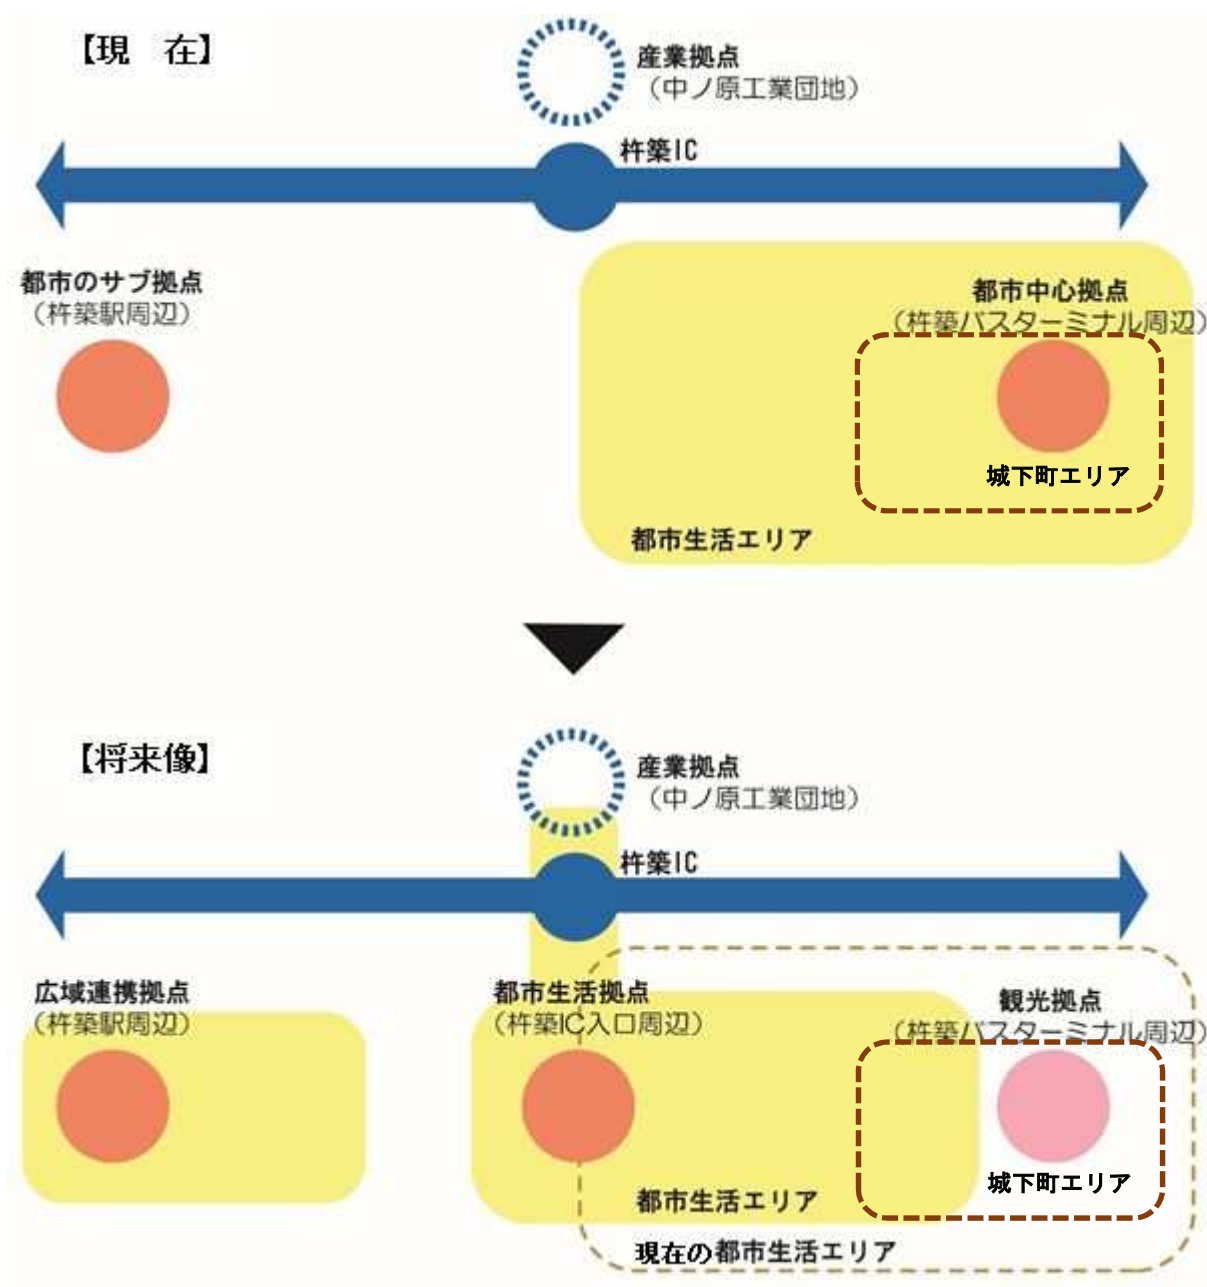 【現　在】
産業拠点
（中ノ原工業団地）
杵築IC
都市のサブ拠点
（杵築駅周辺）
都市中心拠点
（杵築バスターミナル周辺）
城下町エリア
都市生活エリア
【将来像】
産業拠点
（中ノ原工業団地）
杵築IC
広域連携拠点
（杵築駅周辺）
都市生活拠点
（杵築IC入口周辺）
観光拠点
（杵築バスターミナル周辺）
城下町エリア
都市生活エリア
現在の都市生活エリア